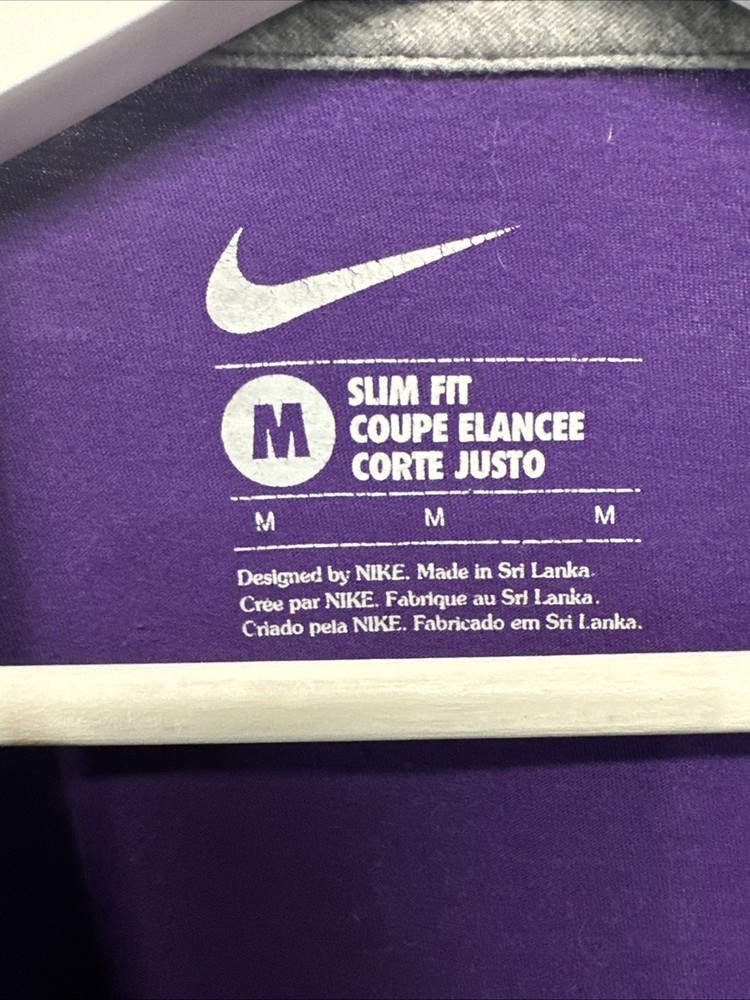 M
SLIM FIT
COUPE ELANCEE
CORTE JUSTO
M M M
Designed by NIKE. Made in Sri Lanka.
Crée par NIKE. Fabrique au Sri Lanka.
Criado pela NIKE. Fabricado em Sri Lanka.